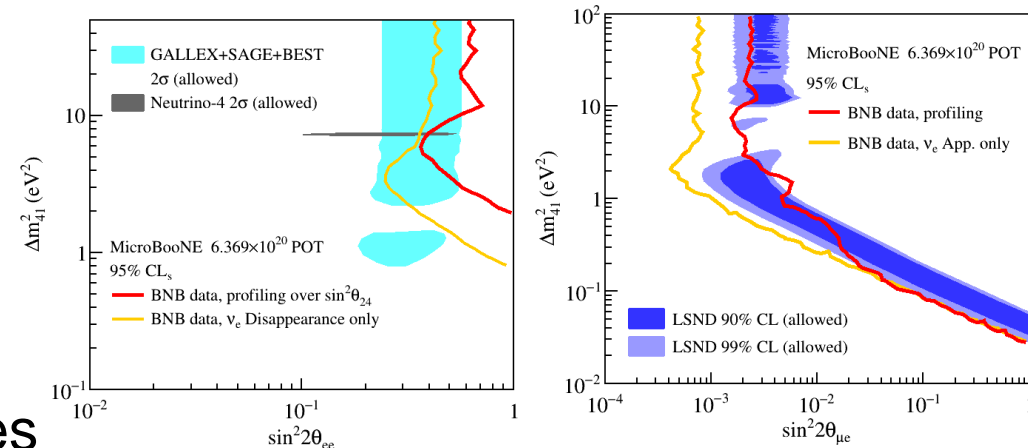 GALLEX+SAGE+BEST
2σ (allowed)
Neutrino-4 2σ (allowed)
10
1
10⁻¹
Δm²₄₁ (eV²)
MicroBooNE 6.369×10²⁰ POT
95% CLₛ
BNB data, profiling over sin²θ₂₄
BNB data, νₑ Disappearance only
10⁻²
10⁻¹
1
sin²2θₑₑ
es
10²
10
1
10⁻¹
10⁻²
Δm²₄₁ (eV²)
MicroBooNE 6.369×10²⁰ POT
95% CLₛ
BNB data, profiling
BNB data, νₑ App. only
LSND 90% CL (allowed)
LSND 99% CL (allowed)
10⁻⁴
10⁻³
10⁻²
10⁻¹
1
sin²2θμₑ